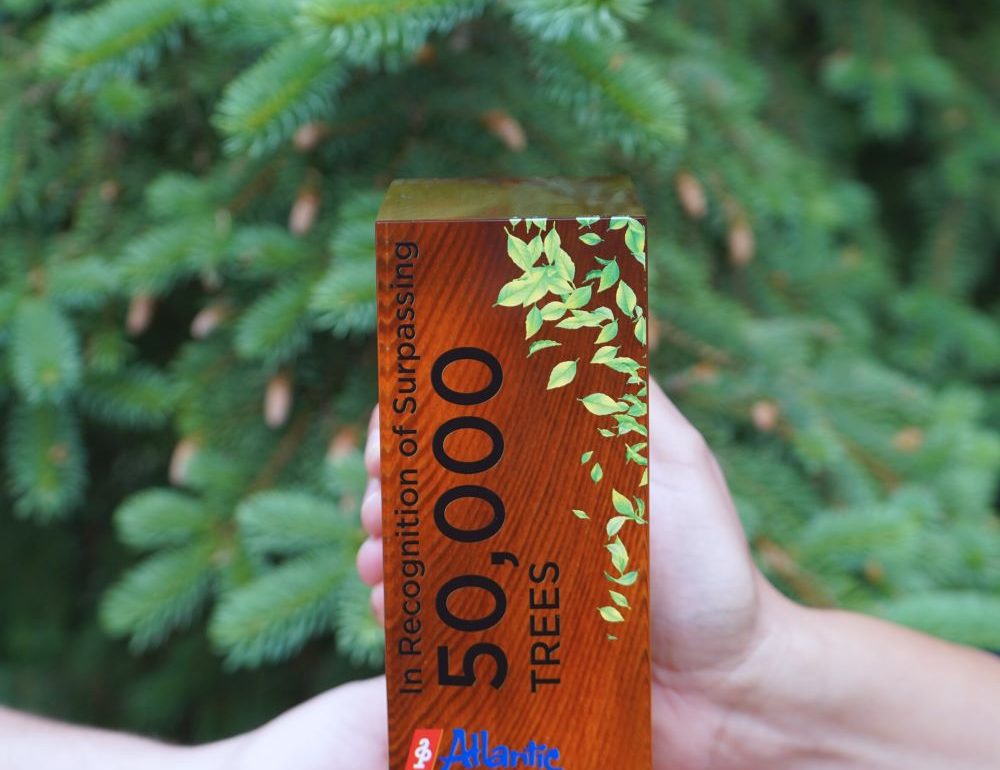 In Recognition of Surpassing
50,000
TREES
Atlantic